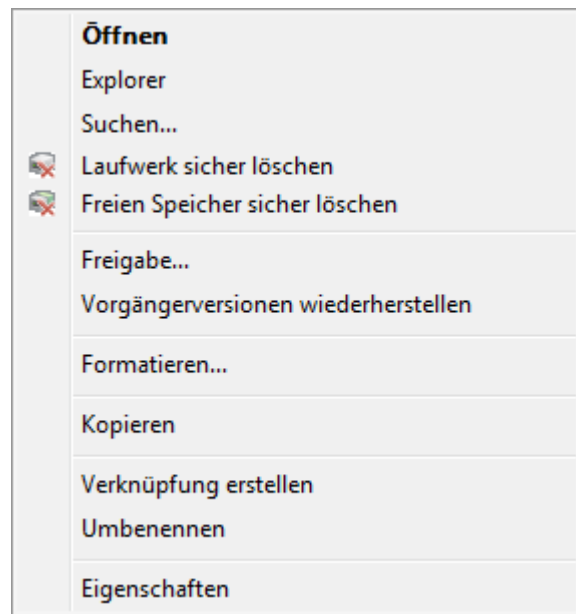 Öffnen
Explorer
Suchen...
Laufwerk sicher löschen
Freien Speicher sicher löschen
Freigabe...
Vorgängerversionen wiederherstellen
Formatieren...
Kopieren
Verknüpfung erstellen
Umbenennen
Eigenschaften